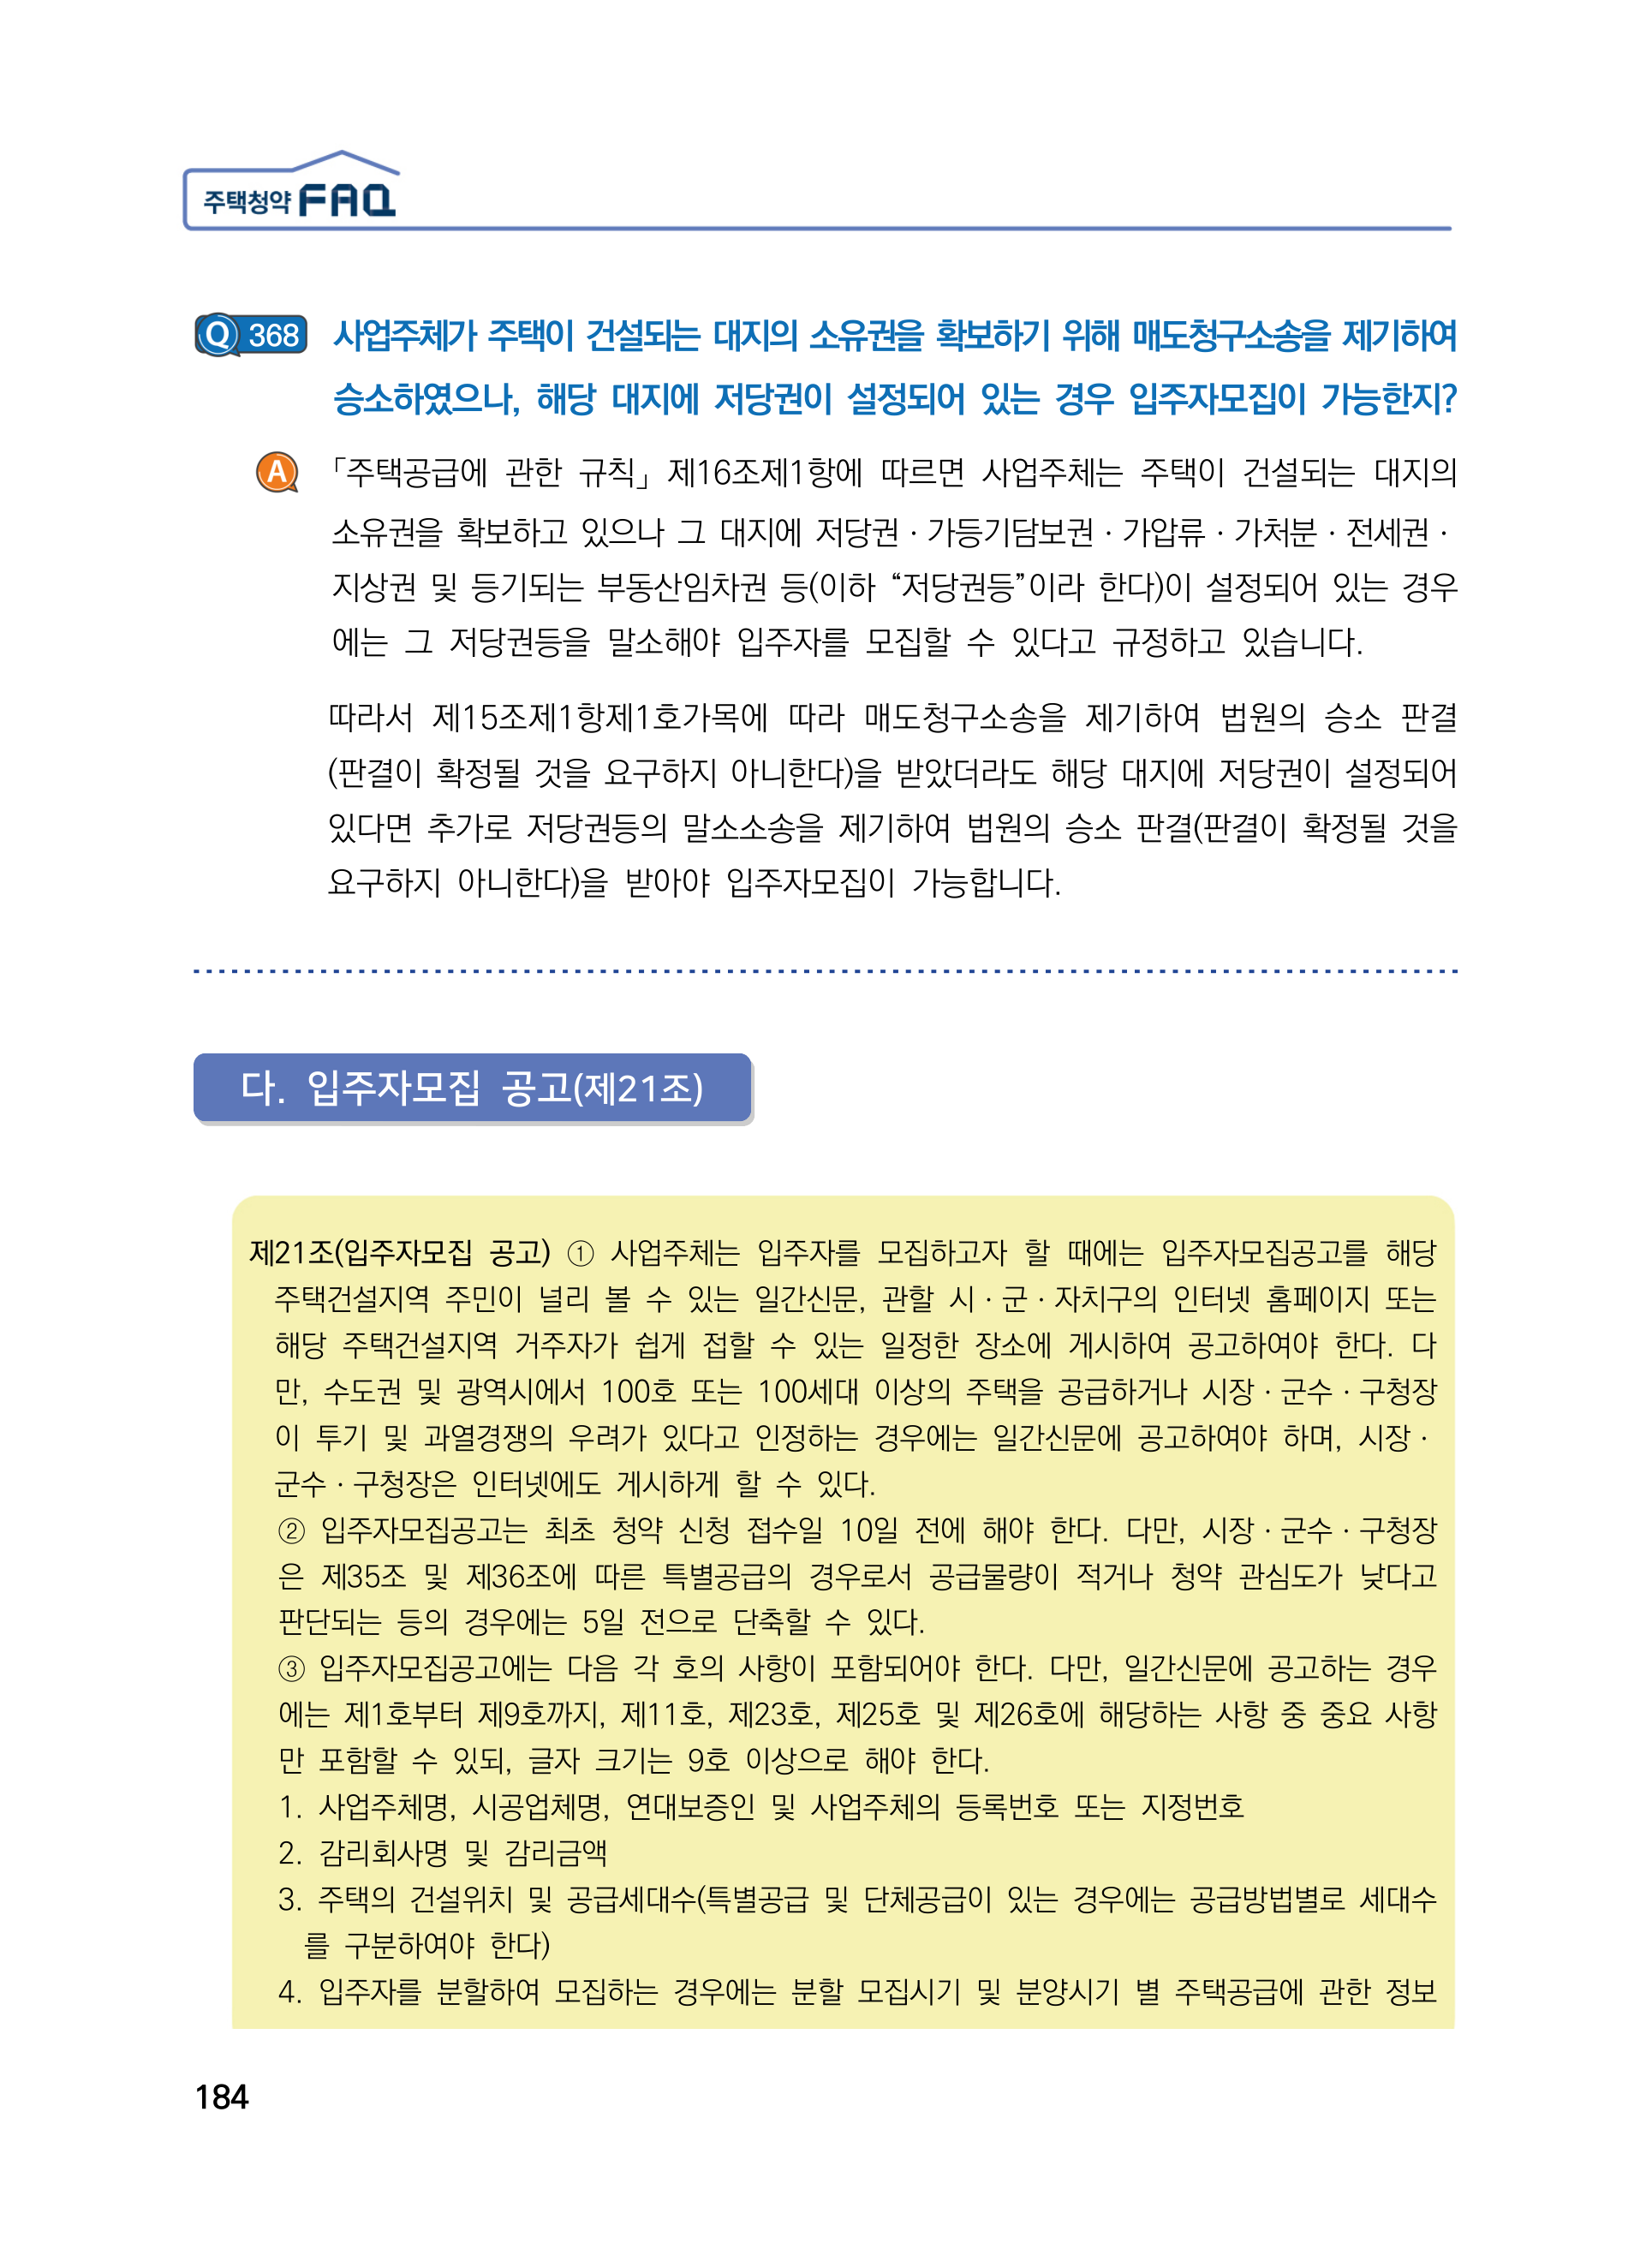 주택청약 FAQ
Q 368 사업주체가 주택이 건설되는 대지의 소유권을 확보하기 위해 매도청구소송을 제기하여
승소하였으나, 해당 대지에 저당권이 설정되어 있는 경우 입주자모집이 가능한지?
A 「주택공급에 관한 규칙」 제16조제1항에 따르면 사업주체는 주택이 건설되는 대지의
소유권을 확보하고 있으나 그 대지에 저당권 · 가등기담보권 · 가압류 · 가처분 · 전세권 ·
지상권 및 등기되는 부동산임차권 등(이하 “저당권등”이라 한다)이 설정되어 있는 경우
에는 그 저당권등을 말소해야 입주자를 모집할 수 있다고 규정하고 있습니다.
따라서 제15조제1항제1호가목에 따라 매도청구소송을 제기하여 법원의 승소 판결
(판결이 확정될 것을 요구하지 아니한다)을 받았더라도 해당 대지에 저당권이 설정되어
있다면 추가로 저당권등의 말소소송을 제기하여 법원의 승소 판결(판결이 확정될 것을
요구하지 아니한다)을 받아야 입주자모집이 가능합니다.
다. 입주자모집 공고(제21조)
제21조(입주자모집 공고) ① 사업주체는 입주자를 모집하고자 할 때에는 입주자모집공고를 해당
주택건설지역 주민이 널리 볼 수 있는 일간신문, 관할 시 · 군 · 자치구의 인터넷 홈페이지 또는
해당 주택건설지역 거주자가 쉽게 접할 수 있는 일정한 장소에 게시하여 공고하여야 한다. 다
만, 수도권 및 광역시에서 100호 또는 100세대 이상의 주택을 공급하거나 시장 · 군수 · 구청장
이 투기 및 과열경쟁의 우려가 있다고 인정하는 경우에는 일간신문에 공고하여야 하며, 시장 ·
군수 · 구청장은 인터넷에도 게시하게 할 수 있다.
② 입주자모집공고는 최초 청약 신청 접수일 10일 전에 해야 한다. 다만, 시장 · 군수 · 구청장
은 제35조 및 제36조에 따른 특별공급의 경우로서 공급물량이 적거나 청약 관심도가 낮다고
판단되는 등의 경우에는 5일 전으로 단축할 수 있다.
③ 입주자모집공고에는 다음 각 호의 사항이 포함되어야 한다. 다만, 일간신문에 공고하는 경우
에는 제1호부터 제9호까지, 제11호, 제23호, 제25호 및 제26호에 해당하는 사항 중 중요 사항
만 포함할 수 있되, 글자 크기는 9호 이상으로 해야 한다.
1. 사업주체명, 시공업체명, 연대보증인 및 사업주체의 등록번호 또는 지정번호
2. 감리회사명 및 감리금액
3. 주택의 건설위치 및 공급세대수(특별공급 및 단체공급이 있는 경우에는 공급방법별로 세대수
를 구분하여야 한다)
4. 입주자를 분할하여 모집하는 경우에는 분할 모집시기 및 분양시기 별 주택공급에 관한 정보
184